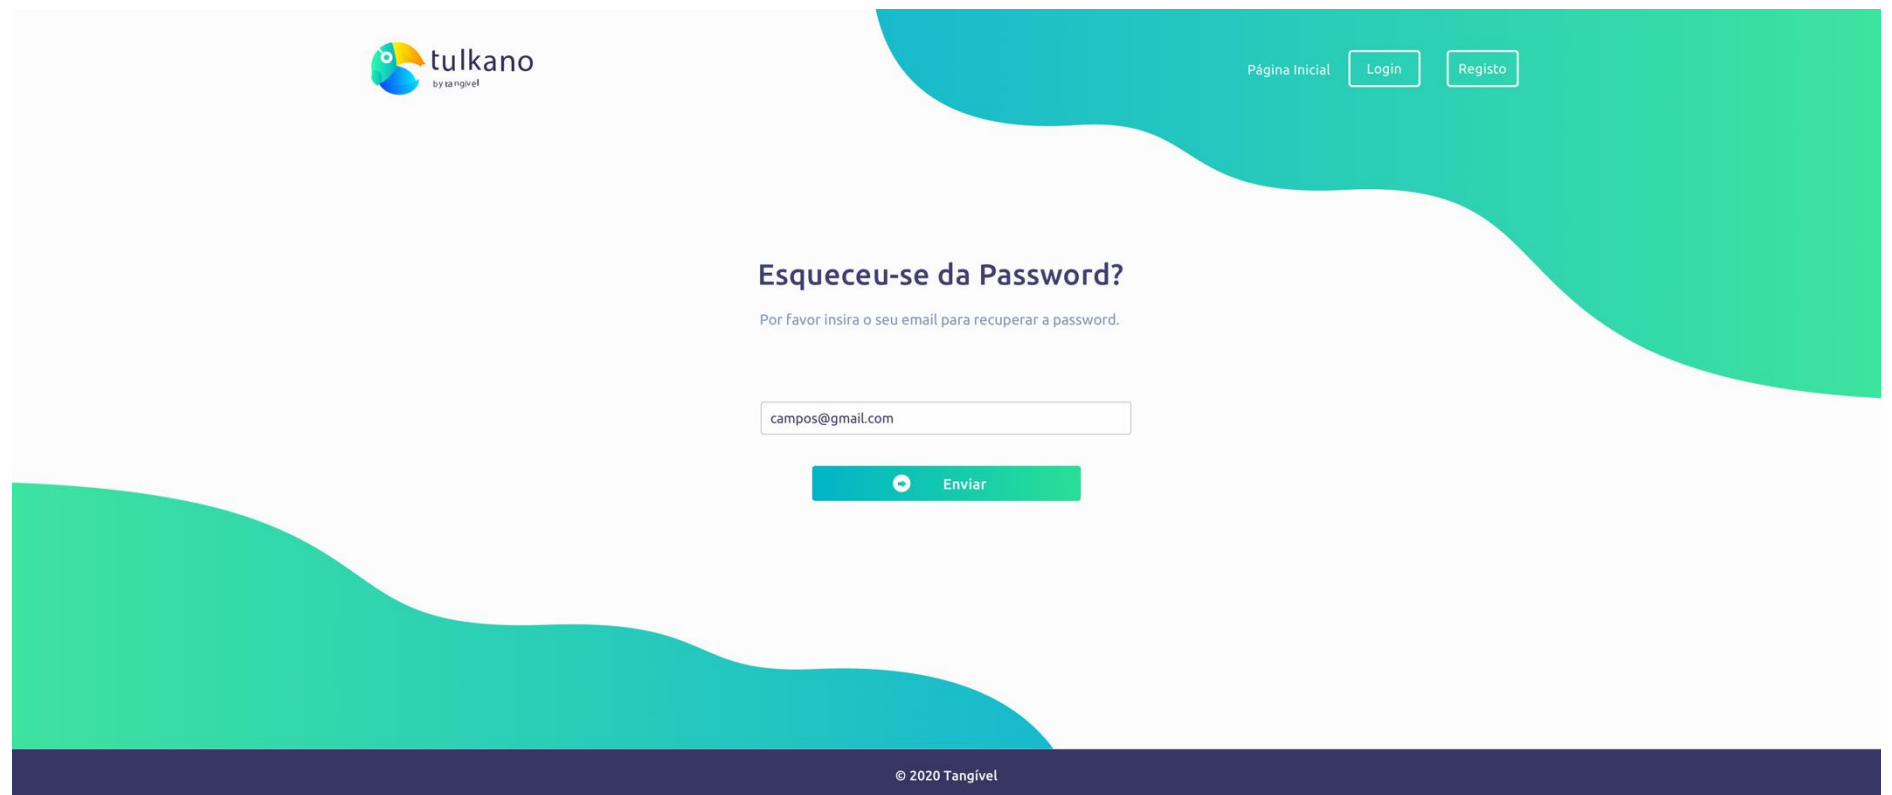 tulkano
by tangivel
Página Inicial
Login
Registo
Esqueceu-se da Password?
Por favor insira o seu email para recuperar a password.
campos@gmail.com
Enviar
© 2020 Tangível